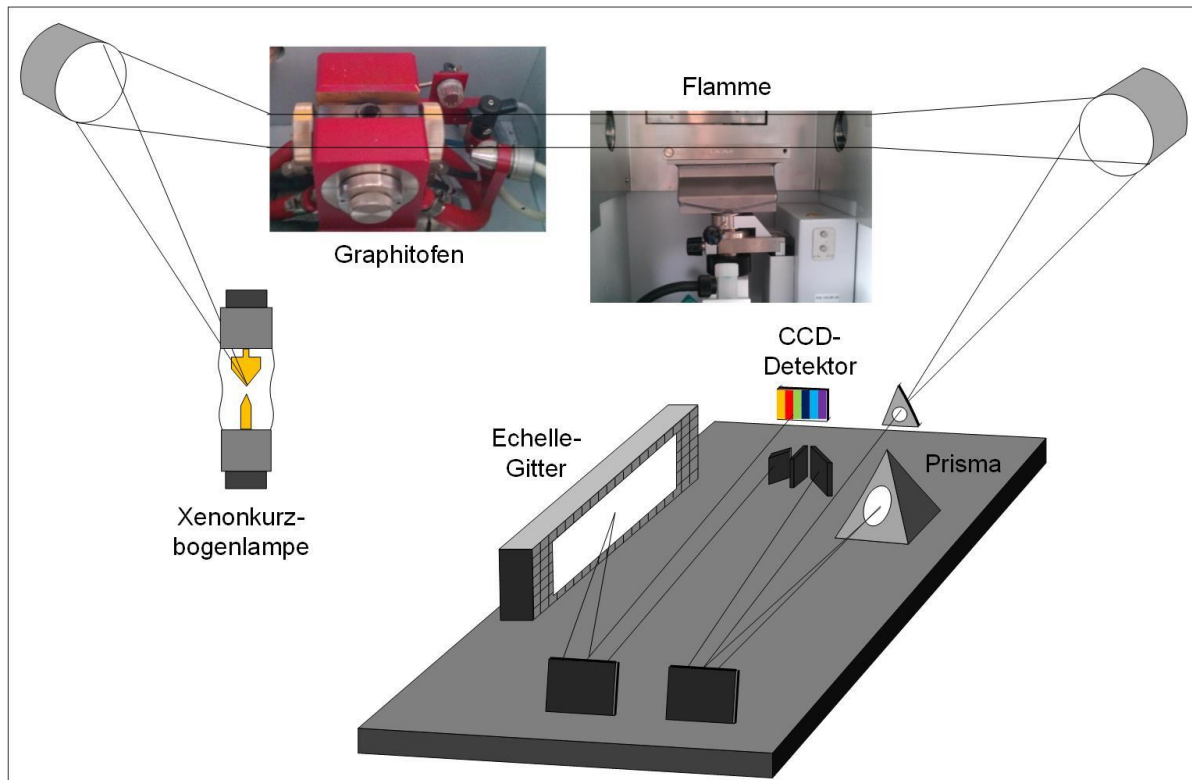 Flamme
Graphitofen
CCD-
Detektor
Echelle-
Gitter
Prisma
Xenonkurz-
bogenlampe